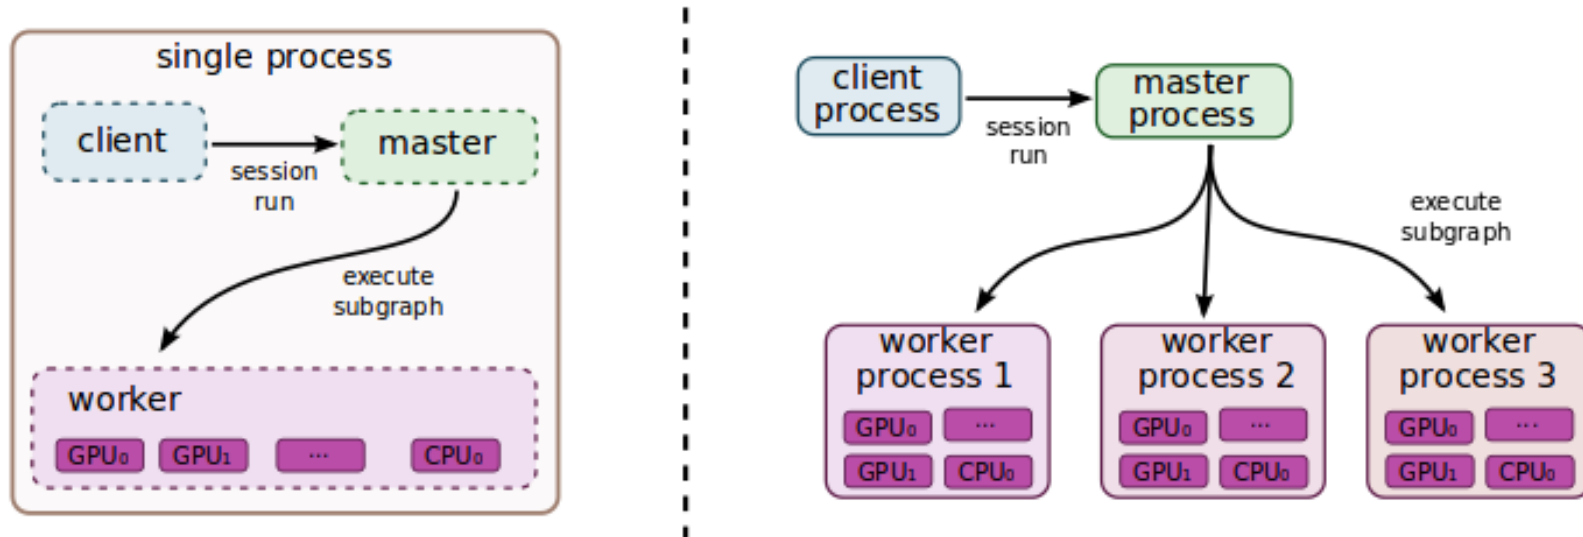 single process
client
master
session
run
execute
subgraph
worker
GPU₀ GPU₁ ... CPU₀
client
process
master
process
session
run
execute
subgraph
worker
process 1
GPU₀ ...
GPU₁ CPU₀
worker
process 2
GPU₀ ...
GPU₁ CPU₀
worker
process 3
GPU₀ ...
GPU₁ CPU₀